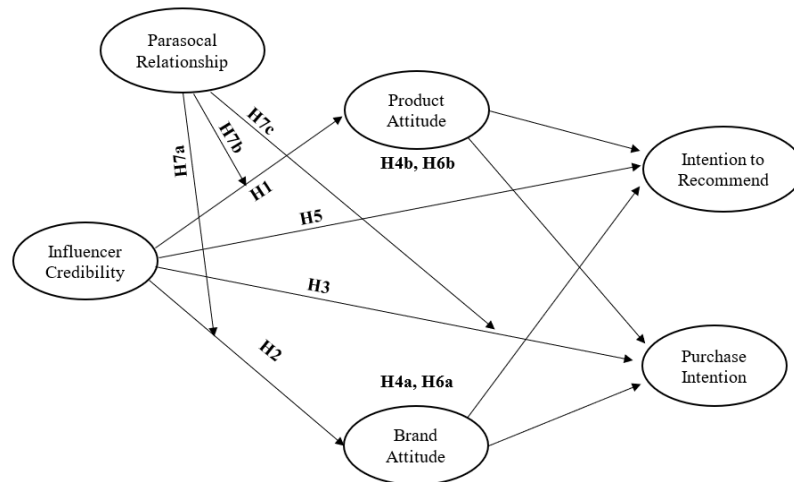 Parasocal
Relationship
Product
Attitude
H7a
H7b
H7c
H4b, H6b
H1
Intention to
Recommend
H5
Influencer
Credibility
H3
H2
H4a, H6a
Purchase
Intention
Brand
Attitude